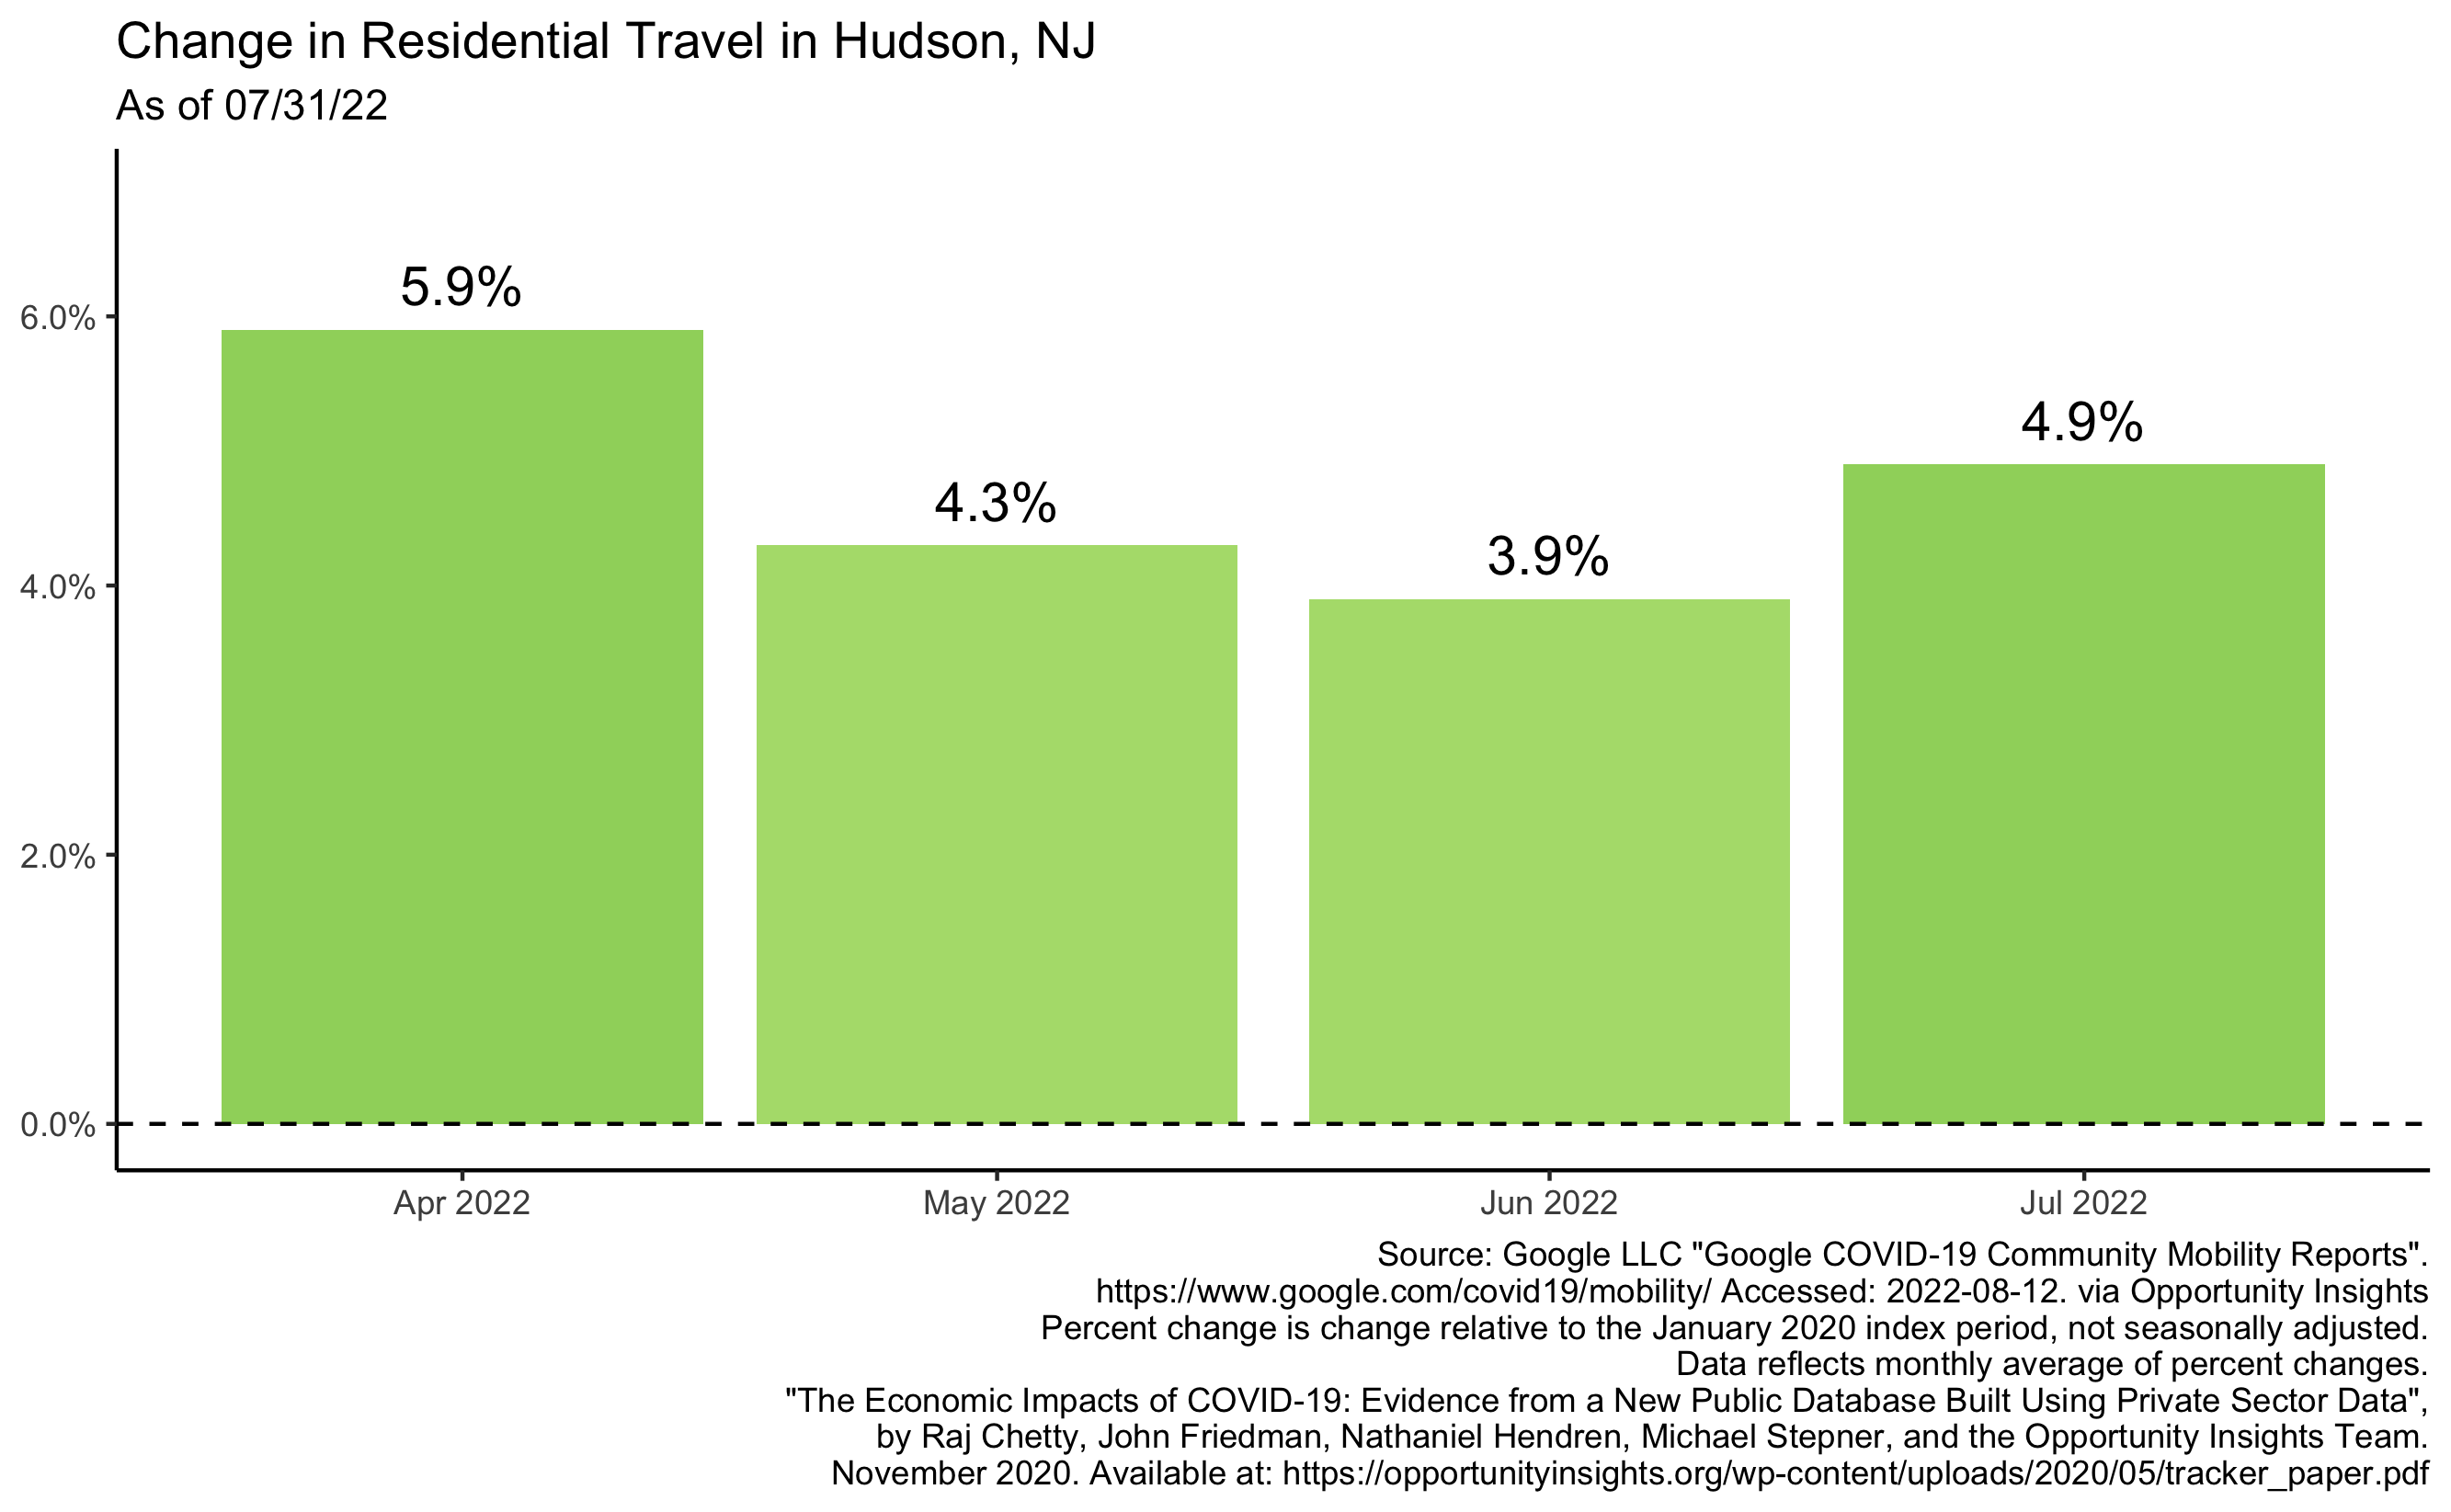 Change in Residential Travel in Hudson, NJ
As of 07/31/22
5.9%
4.3%
3.9%
4.9%
6.0%
4.0%
2.0%
0.0%
Apr 2022
May 2022
Jun 2022
Jul 2022
Source: Google LLC "Google COVID-19 Community Mobility Reports".
https://www.google.com/covid19/mobility/ Accessed: 2022-08-12. via Opportunity Insights
Percent change is change relative to the January 2020 index period, not seasonally adjusted.
Data reflects monthly average of percent changes.
"The Economic Impacts of COVID-19: Evidence from a New Public Database Built Using Private Sector Data",
by Raj Chetty, John Friedman, Nathaniel Hendren, Michael Stepner, and the Opportunity Insights Team.
November 2020. Available at: https://opportunityinsights.org/wp-content/uploads/2020/05/tracker_paper.pdf